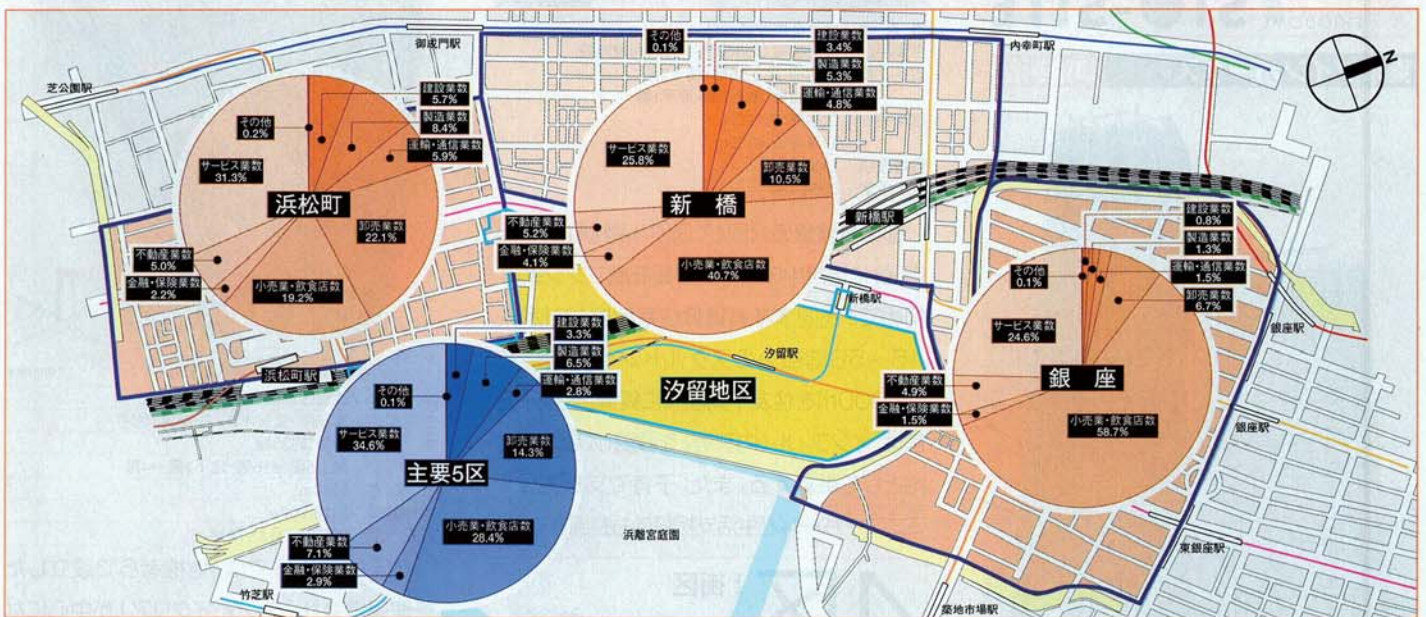 御成門駅
内幸町駅
芝公園駅
N
その他
0.2%
建設業数
5.7%
製造業数
8.4%
運輸・通信業数
5.9%
サービス業数
31.3%
浜松町
卸売業数
22.1%
不動産業数
5.0%
金融・保険業数
2.2%
小売業・飲食店数
19.2%
その他
0.1%
建設業数
3.4%
製造業数
5.3%
運輸・通信業数
4.8%
サービス業数
25.8%
卸売業数
10.5%
新 橋
不動産業数
5.2%
金融・保険業数
4.1%
小売業・飲食店数
40.7%
新橋駅
新橋駅
建設業数
0.8%
製造業数
1.3%
その他
0.1%
運輸・通信業数
1.5%
卸売業数
6.7%
サービス業数
24.6%
銀 座
不動産業数
4.9%
金融・保険業数
1.5%
小売業・飲食店数
58.7%
銀座駅
銀座駅
東銀座駅
築地市場駅
汐留駅
汐留地区
浜松町駅
建設業数
3.3%
製造業数
6.5%
運輸・通信業数
2.8%
その他
0.1%
サービス業数
34.6%
卸売業数
14.3%
主要5区
小売業・飲食店数
28.4%
不動産業数
7.1%
金融・保険業数
2.9%
竹芝駅
浜離宮庭園